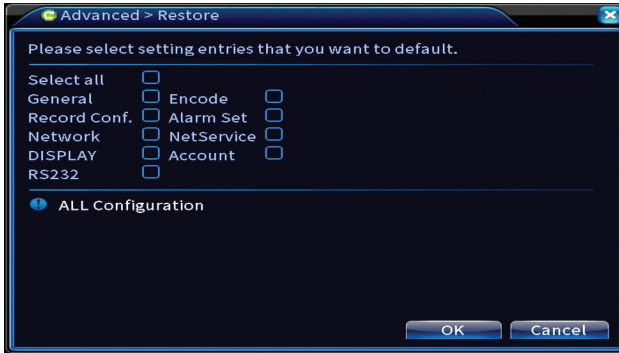 Advanced > Restore
Please select setting entries that you want to default.
Select all
General Encode
Record Conf. Alarm Set
Network NetService
DISPLAY Account
RS232
ALL Configuration
OK Cancel